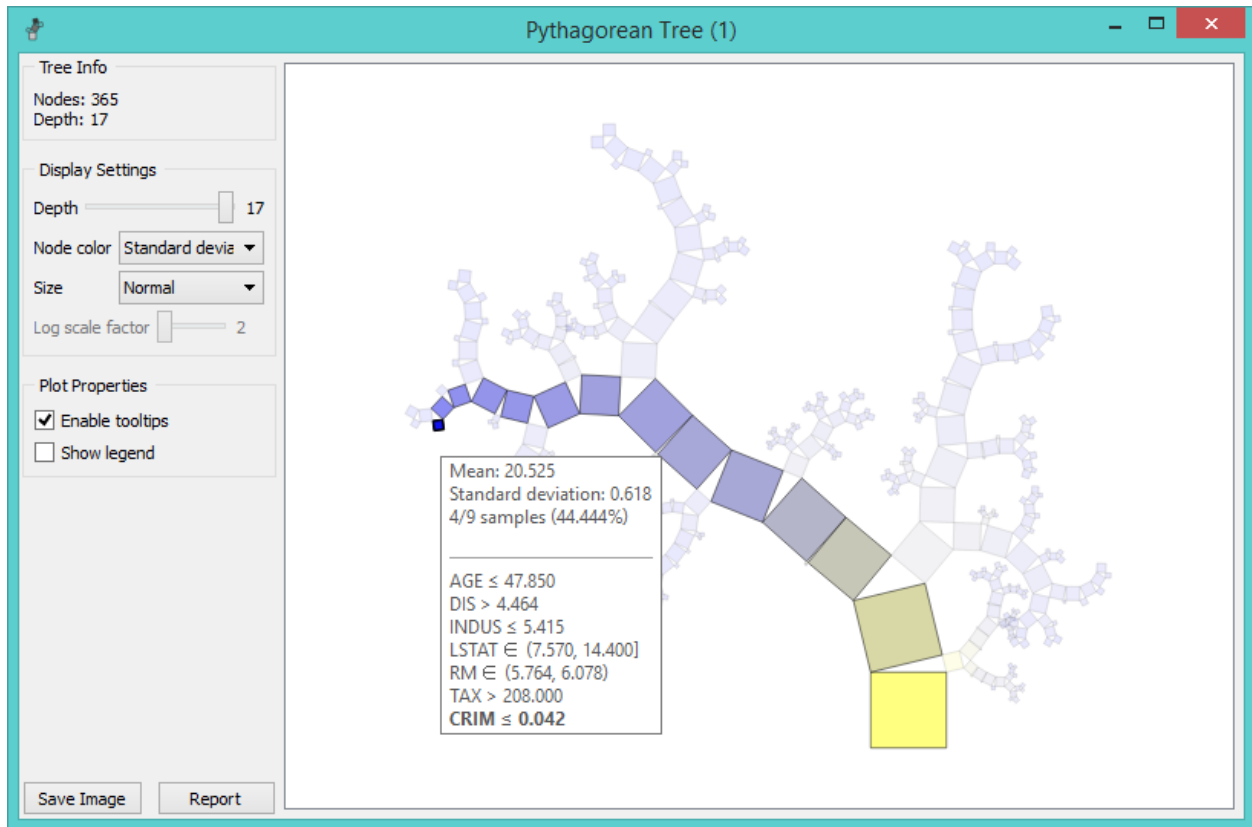 Pythagorean Tree (1)
Tree Info
Nodes: 365
Depth: 17
Display Settings
Depth 17
Node color Standard devia
Size Normal
Log scale factor 2
Plot Properties
Enable tooltips
Show legend
Mean: 20.525
Standard deviation: 0.618
4/9 samples (44.444%)
AGE ≤ 47.850
DIS > 4.464
INDUS ≤ 5.415
LSTAT ∈ (7.570, 14.400]
RM ∈ (5.764, 6.078)
TAX > 208.000
CRIM ≤ 0.042
Save Image Report